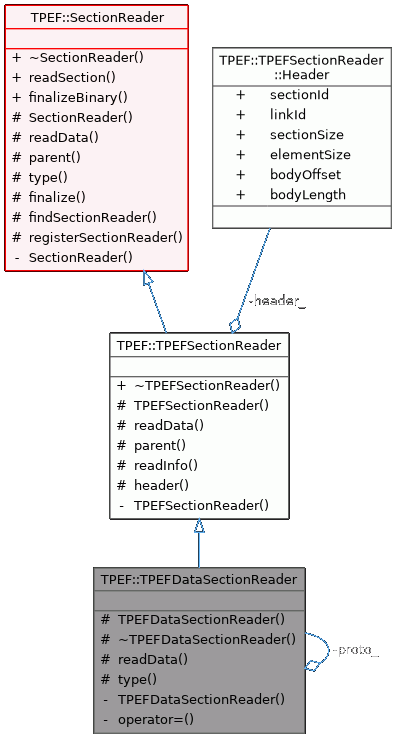 TPEF::SectionReader
+ ~SectionReader()
+ readSection()
+ finalizeBinary()
# SectionReader()
# readData()
# parent()
# type()
# finalize()
# findSectionReader()
# registerSectionReader()
- SectionReader()
TPEF::TPEFSectionReader
::Header
+ sectionId
+ linkId
+ sectionSize
+ elementSize
+ bodyOffset
+ bodyLength
-header_
TPEF::TPEFSectionReader
+ ~TPEFSectionReader()
# TPEFSectionReader()
# readData()
# parent()
# readInfo()
# header()
- TPEFSectionReader()
TPEF::TPEFDataSectionReader
# TPEFDataSectionReader()
# ~TPEFDataSectionReader()
# readData()
# type()
- TPEFDataSectionReader()
- operator=()
-proto_